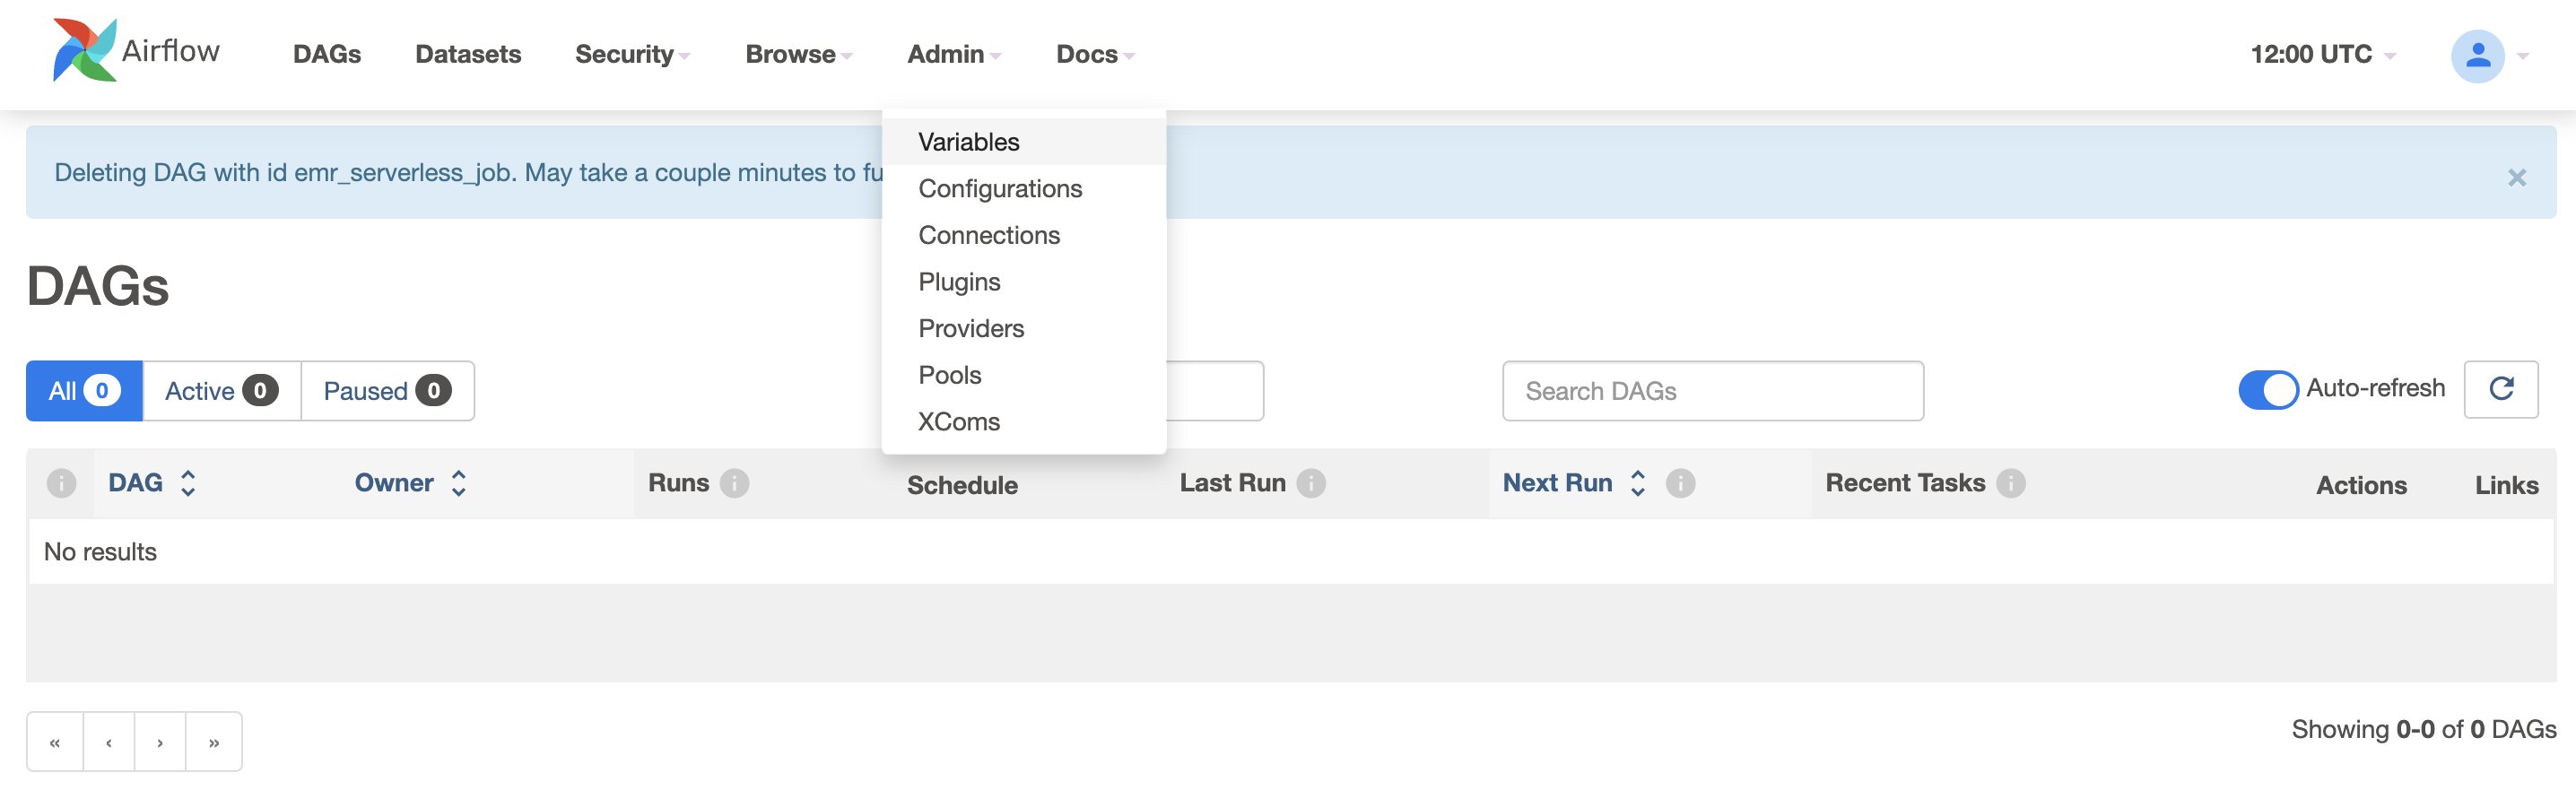 Airflow DAGs Datasets Security Browse Admin Docs 12:00 UTC
Variables
Deleting DAG with id emr_serverless_job. May take a couple minutes to fu ×
Configurations
Connections
Plugins
Providers
Pools
XComs
DAGs
All 0 Active 0 Paused 0 Search DAGs Auto-refresh
i DAG Owner Runs i Schedule Last Run i Next Run i Recent Tasks i Actions Links
No results
« ‹ › » Showing 0-0 of 0 DAGs